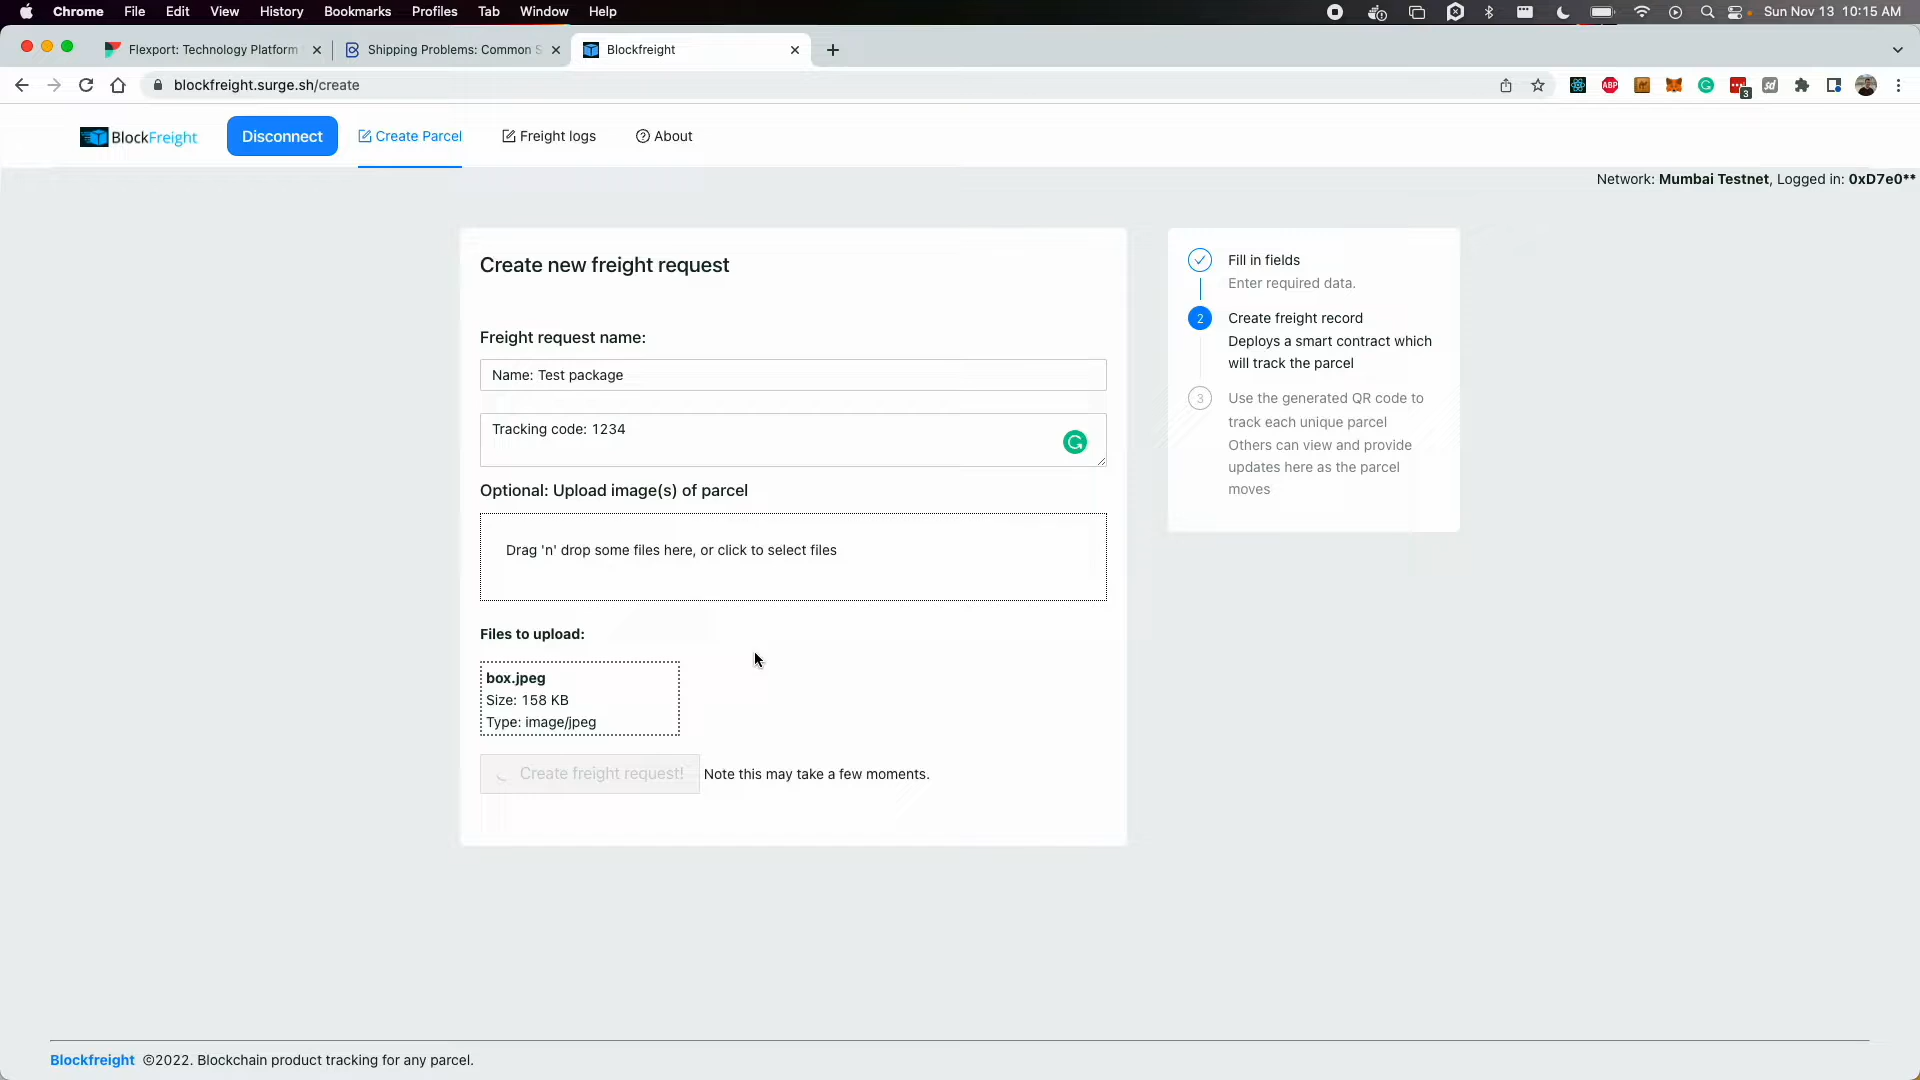 Chrome File Edit View History Bookmarks Profiles Tab Window Help Sun Nov 13 10:15 AM
Flexport: Technology Platform Shipping Problems: Common S Blockfreight
blockfreight.surge.sh/create ABP 3 sd
BlockFreight Disconnect Create Parcel Freight logs About
Network: Mumbai Testnet, Logged in: 0xD7e0**
Create new freight request
Freight request name:
Name: Test package
Tracking code: 1234
Optional: Upload image(s) of parcel
Drag 'n' drop some files here, or click to select files
Files to upload:
box.jpeg
Size: 158 KB
Type: image/jpeg
Create freight request! Note this may take a few moments.
Fill in fields
Enter required data.
2 Create freight record
Deploys a smart contract which
will track the parcel
3 Use the generated QR code to
track each unique parcel
Others can view and provide
updates here as the parcel
moves
Blockfreight ©2022. Blockchain product tracking for any parcel.